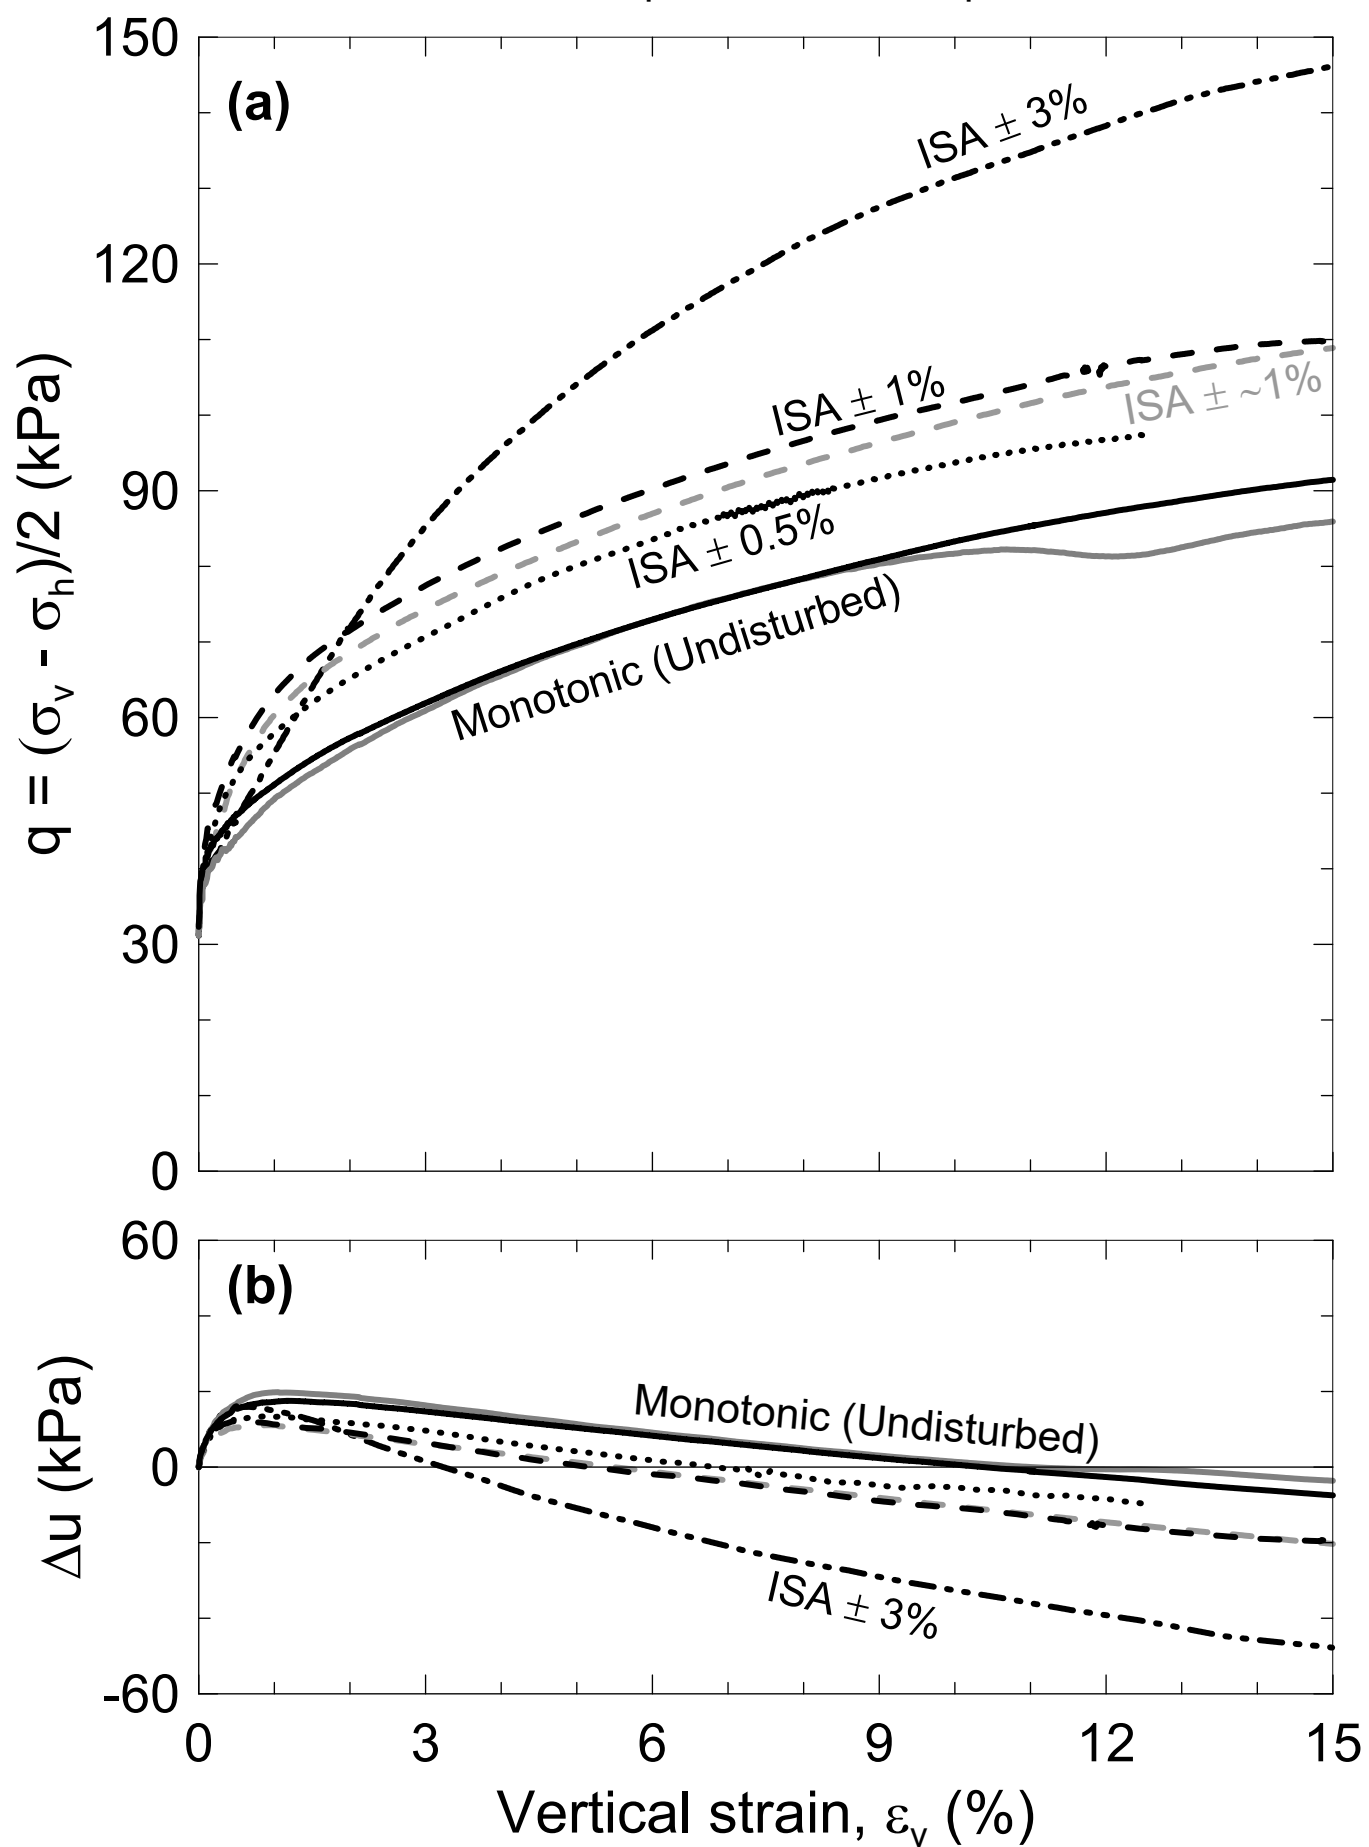 150
(a)
ISA ± 3%
120
ISA ± 1%
ISA ± ~1%
90
ISA ± 0.5%
Monotonic (Undisturbed)
60
30
0
q = (σv - σh)/2 (kPa)
60
(b)
Monotonic (Undisturbed)
0
ISA ± 3%
-60
Δu (kPa)
0 3 6 9 12 15
Vertical strain, εv (%)